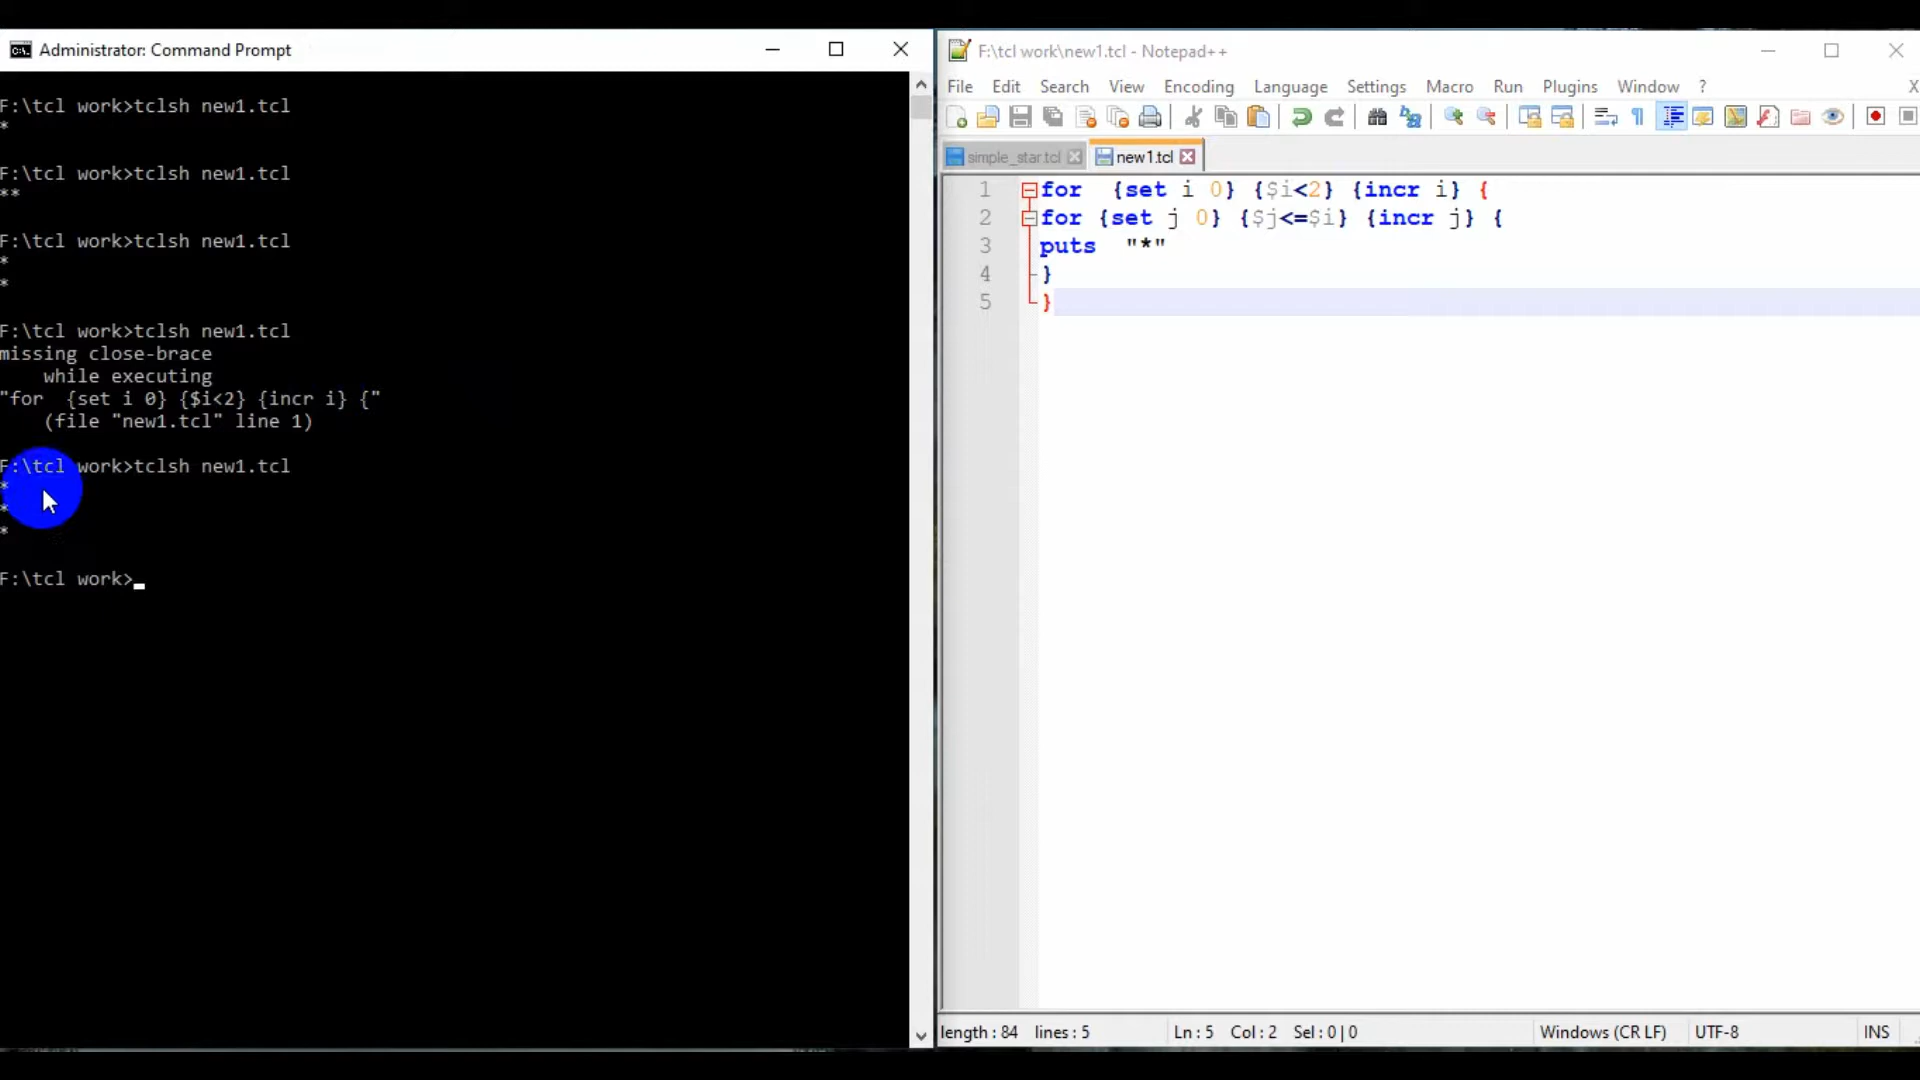 Administrator: Command Prompt
F:\tcl work>tclsh new1.tcl
*
F:\tcl work>tclsh new1.tcl
**
F:\tcl work>tclsh new1.tcl
*
*
F:\tcl work>tclsh new1.tcl
missing close-brace
    while executing
"for  {set i 0} {$i<2} {incr i} {"
    (file "new1.tcl" line 1)
F:\tcl work>tclsh new1.tcl
*
*
*
F:\tcl work>
F:\tcl work\new1.tcl - Notepad++
File Edit Search View Encoding Language Settings Macro Run Plugins Window ? X
simple_star.tcl new1.tcl
1 for  {set i 0} {$i<2} {incr i} {
2 for {set j 0} {$j<=$i} {incr j} {
3 puts  "*"
4 }
5 }
length : 84 lines : 5 Ln : 5 Col : 2 Sel : 0 | 0 Windows (CR LF) UTF-8 INS